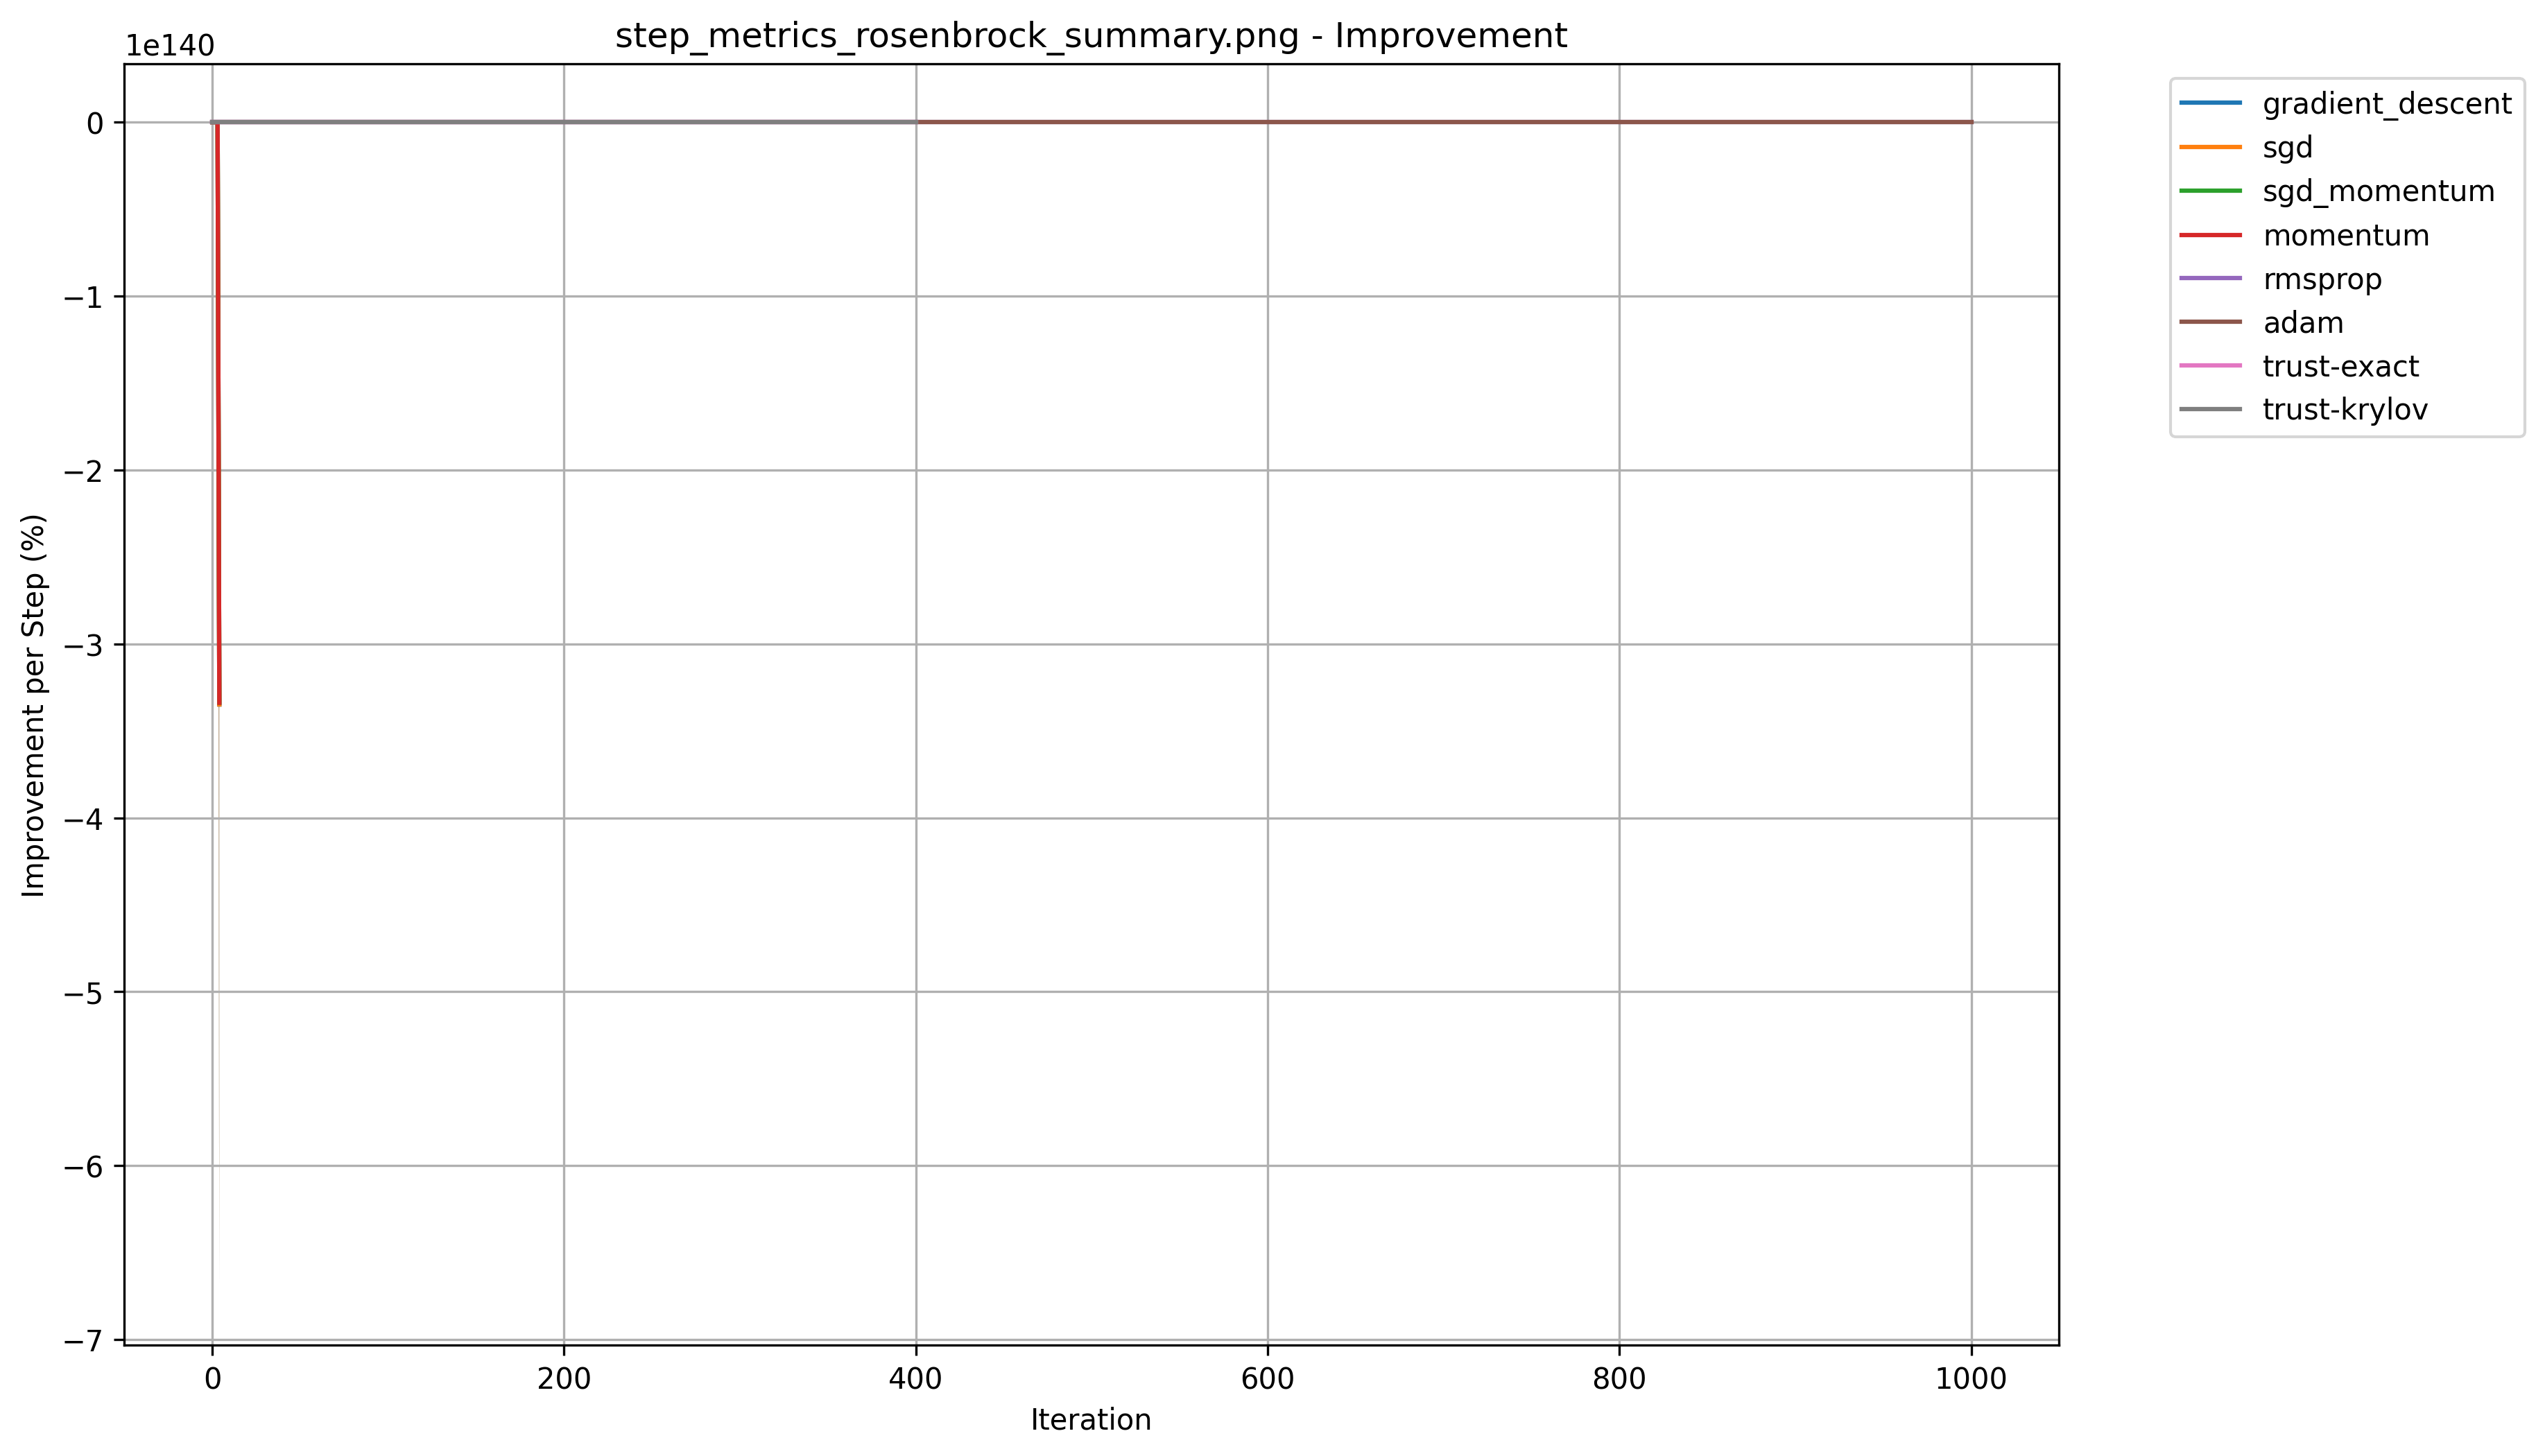 step_metrics_rosenbrock_summary.png - Improvement
1e140
0
−1
−2
−3
−4
−5
−6
−7
Improvement per Step (%)
0 200 400 600 800 1000
Iteration
gradient_descent
sgd
sgd_momentum
momentum
rmsprop
adam
trust-exact
trust-krylov